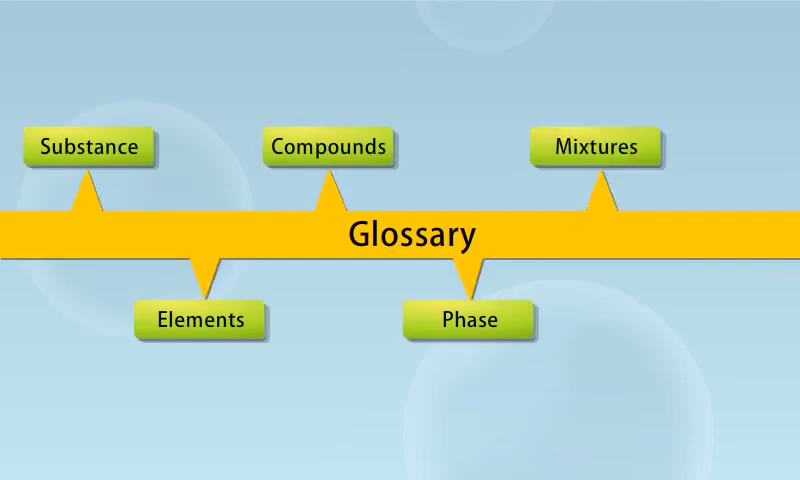 Substance
Compounds
Mixtures
Glossary
Elements
Phase